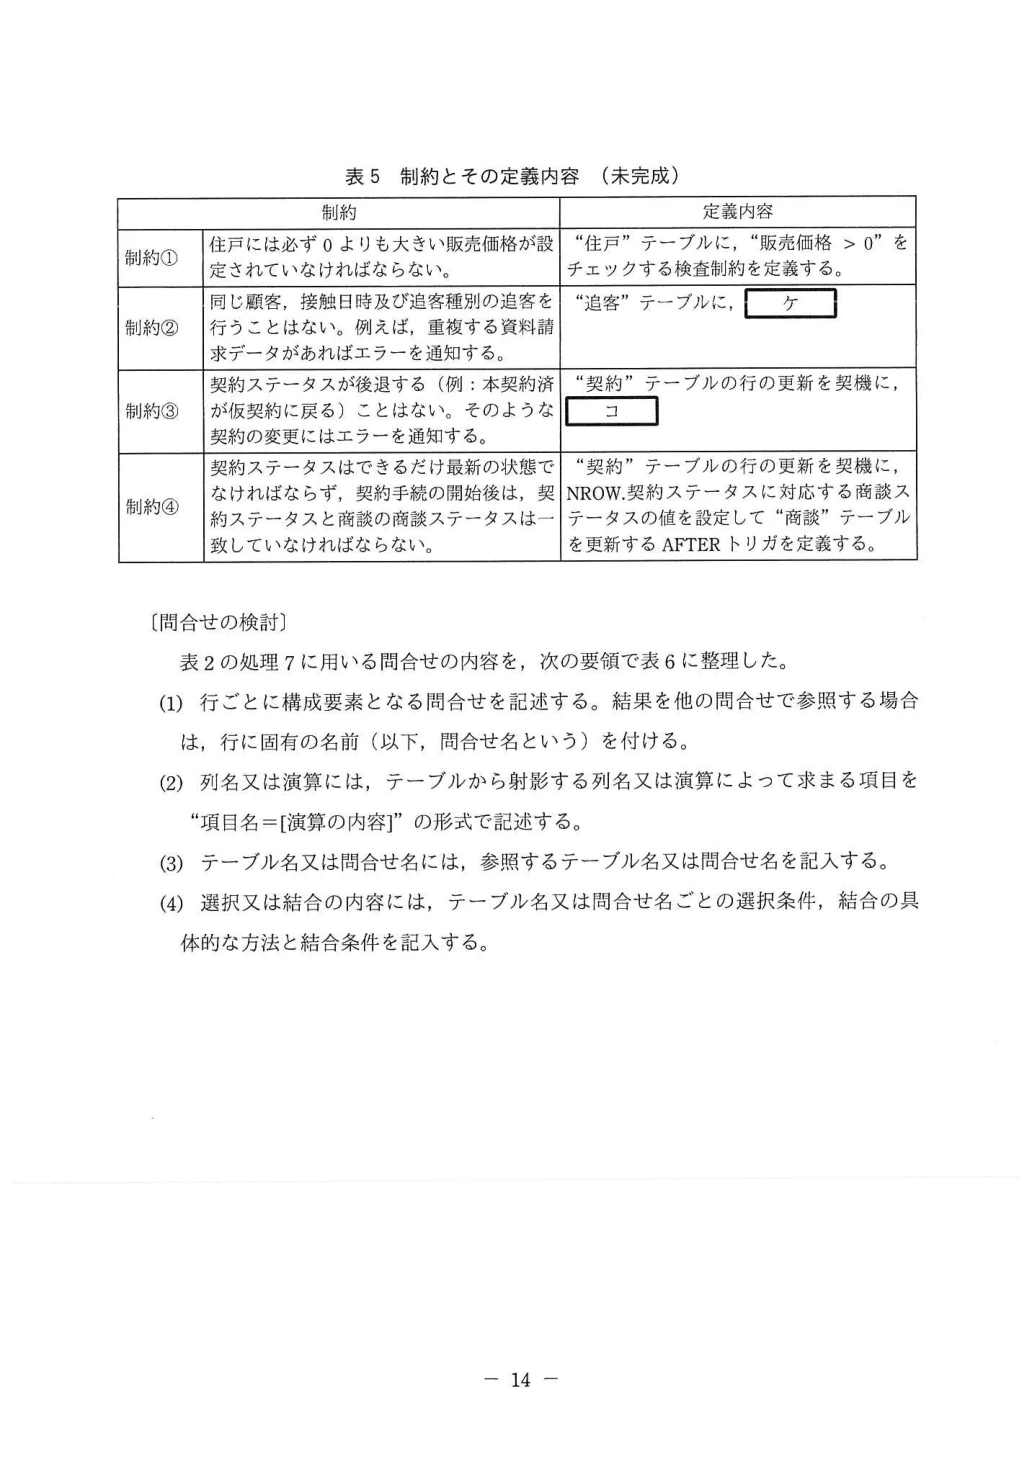 表5 制約とその定義内容 (未完成)
制約 定義内容
制約① 住戸には必ず0よりも大きい販売価格が設定されていなければならない。 “住戸”テーブルに,“販売価格 > 0”をチェックする検査制約を定義する。
制約② 同じ顧客,接触日時及び追客種別の追客を行うことはない。例えば,重複する資料請求データがあればエラーを通知する。 “追客”テーブルに, ケ
制約③ 契約ステータスが後退する(例:本契約済が仮契約に戻る)ことはない。そのような契約の変更にはエラーを通知する。 “契約”テーブルの行の更新を契機に, コ
制約④ 契約ステータスはできるだけ最新の状態でなければならず,契約手続の開始後は,契約ステータスと商談の商談ステータスは一致していなければならない。 “契約”テーブルの行の更新を契機に,NROW.契約ステータスに対応する商談ステータスの値を設定して“商談”テーブルを更新するAFTERトリガを定義する。
〔問合せの検討〕
表2の処理7に用いる問合せの内容を,次の要領で表6に整理した。
(1) 行ごとに構成要素となる問合せを記述する。結果を他の問合せで参照する場合
は,行に固有の名前(以下,問合せ名という)を付ける。
(2) 列名又は演算には,テーブルから射影する列名又は演算によって求まる項目を
“項目名=[演算の内容]”の形式で記述する。
(3) テーブル名又は問合せ名には,参照するテーブル名又は問合せ名を記入する。
(4) 選択又は結合の内容には,テーブル名又は問合せ名ごとの選択条件,結合の具
体的な方法と結合条件を記入する。
- 14 -